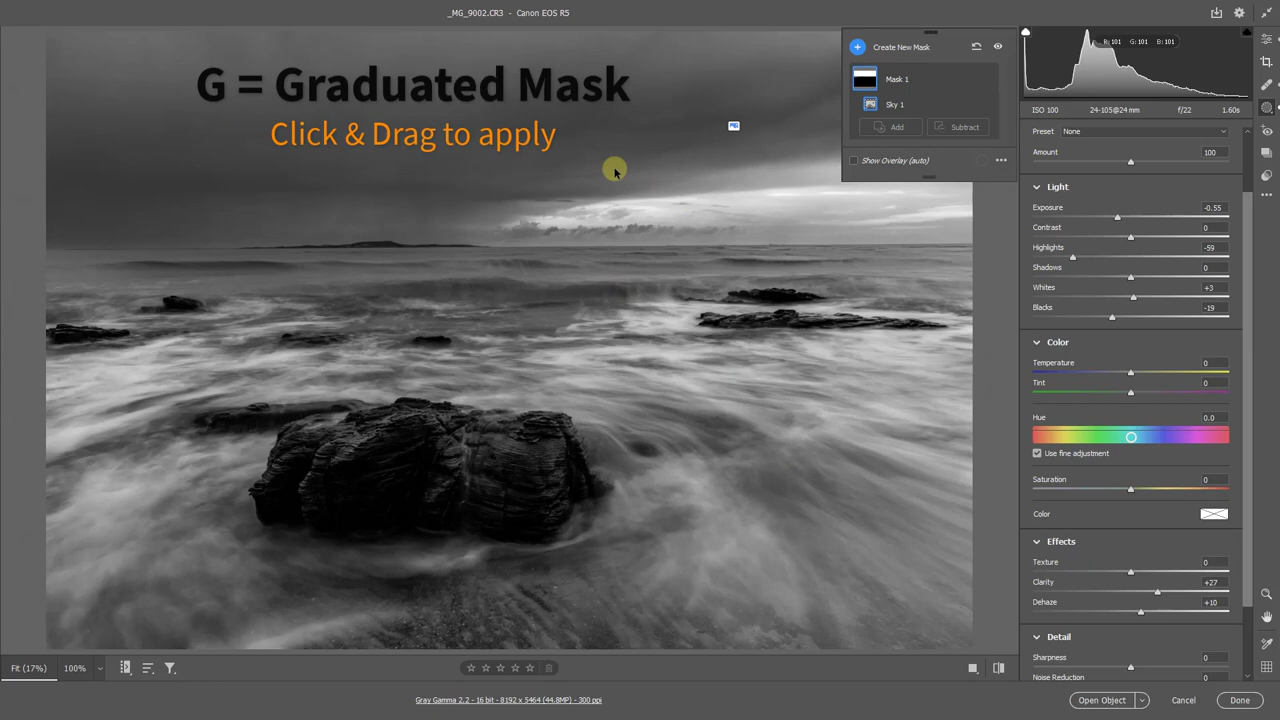 _MG_9002.CR3 - Canon EOS R5
G = Graduated Mask
Click & Drag to apply
Create New Mask
Mask 1
Sky 1
Add
Subtract
Show Overlay (auto)
R: 101 G: 101 B: 101
ISO 100 24-105@24 mm f/22 1.60s
Preset None
Amount 100
Light
Exposure -0.55
Contrast 0
Highlights -59
Shadows 0
Whites +3
Blacks -19
Color
Temperature 0
Tint 0
Hue 0.0
Use fine adjustment
Saturation 0
Color
Effects
Texture 0
Clarity +27
Dehaze +10
Detail
Sharpness 0
Noise Reduction 0
Fit (17%) 100%
Gray Gamma 2.2 - 16 bit - 8192 x 5464 (44.8MP) - 300 ppi
Open Object
Cancel
Done